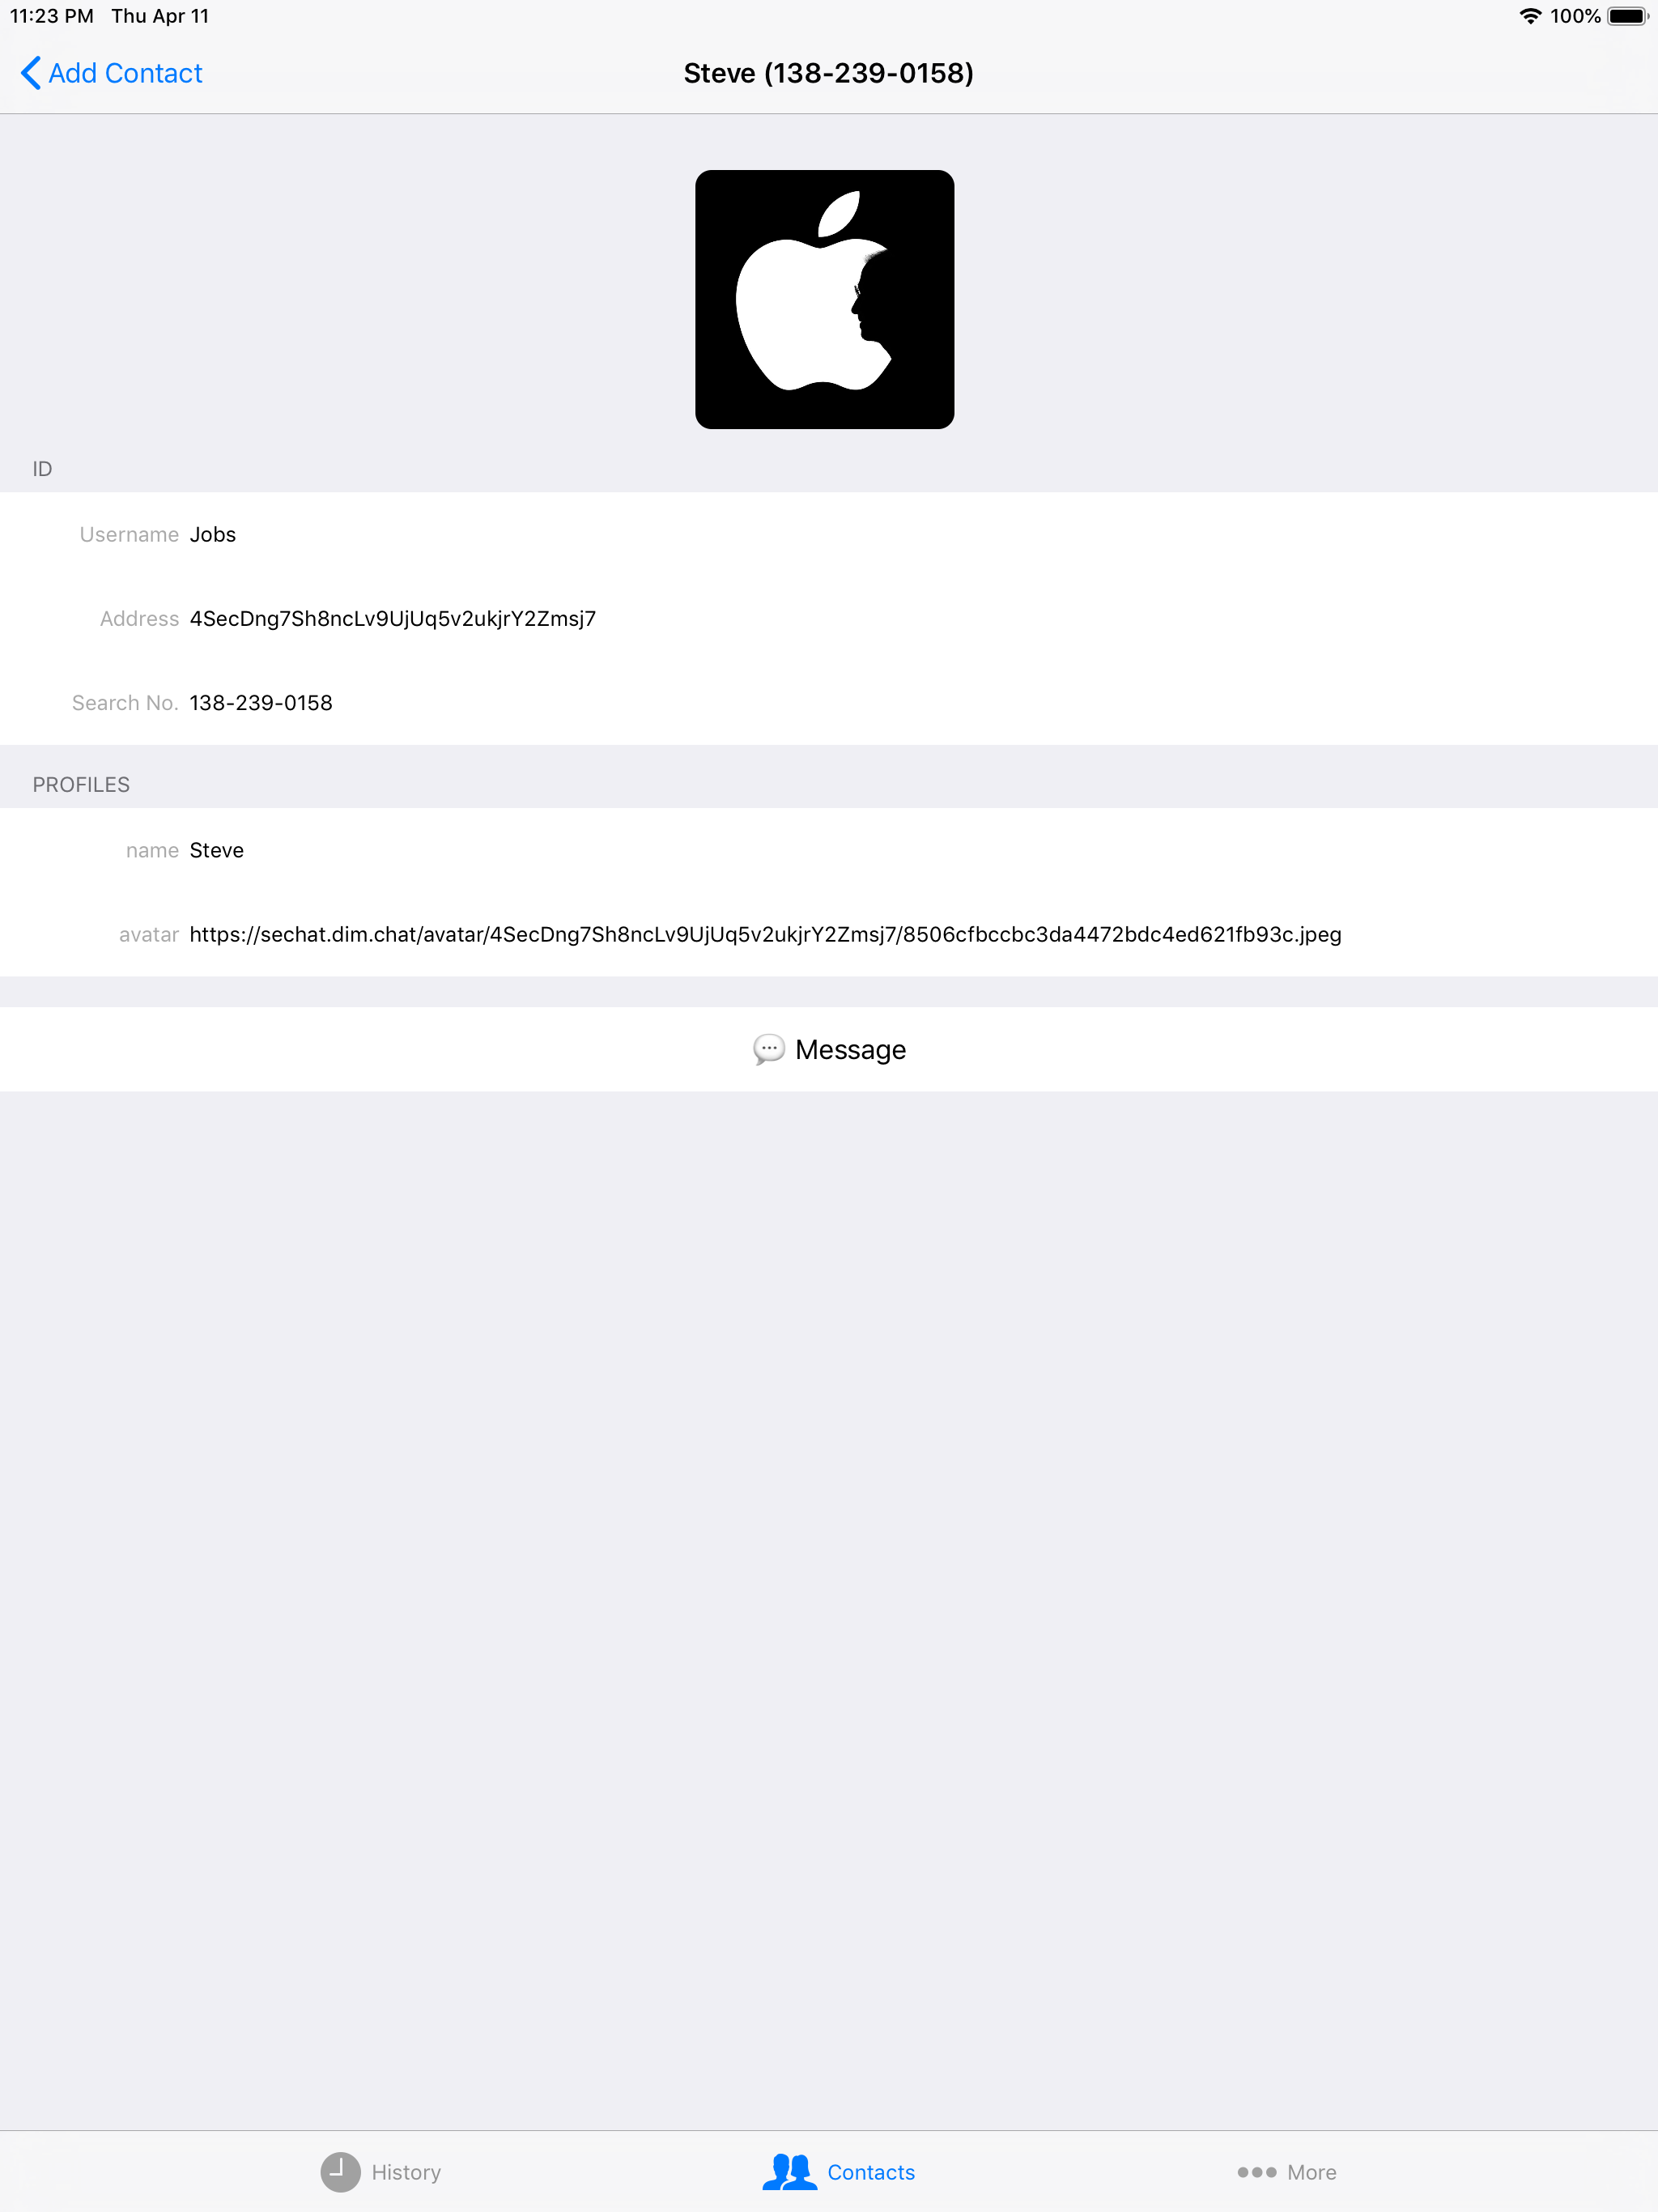 11:23 PM Thu Apr 11 100%
Add Contact Steve (138-239-0158)
ID
Username Jobs
Address 4SecDng7Sh8ncLv9UjUq5v2ukjrY2Zmsj7
Search No. 138-239-0158
PROFILES
name Steve
avatar https://sechat.dim.chat/avatar/4SecDng7Sh8ncLv9UjUq5v2ukjrY2Zmsj7/8506cfbccbc3da4472bdc4ed621fb93c.jpeg
Message
History Contacts More